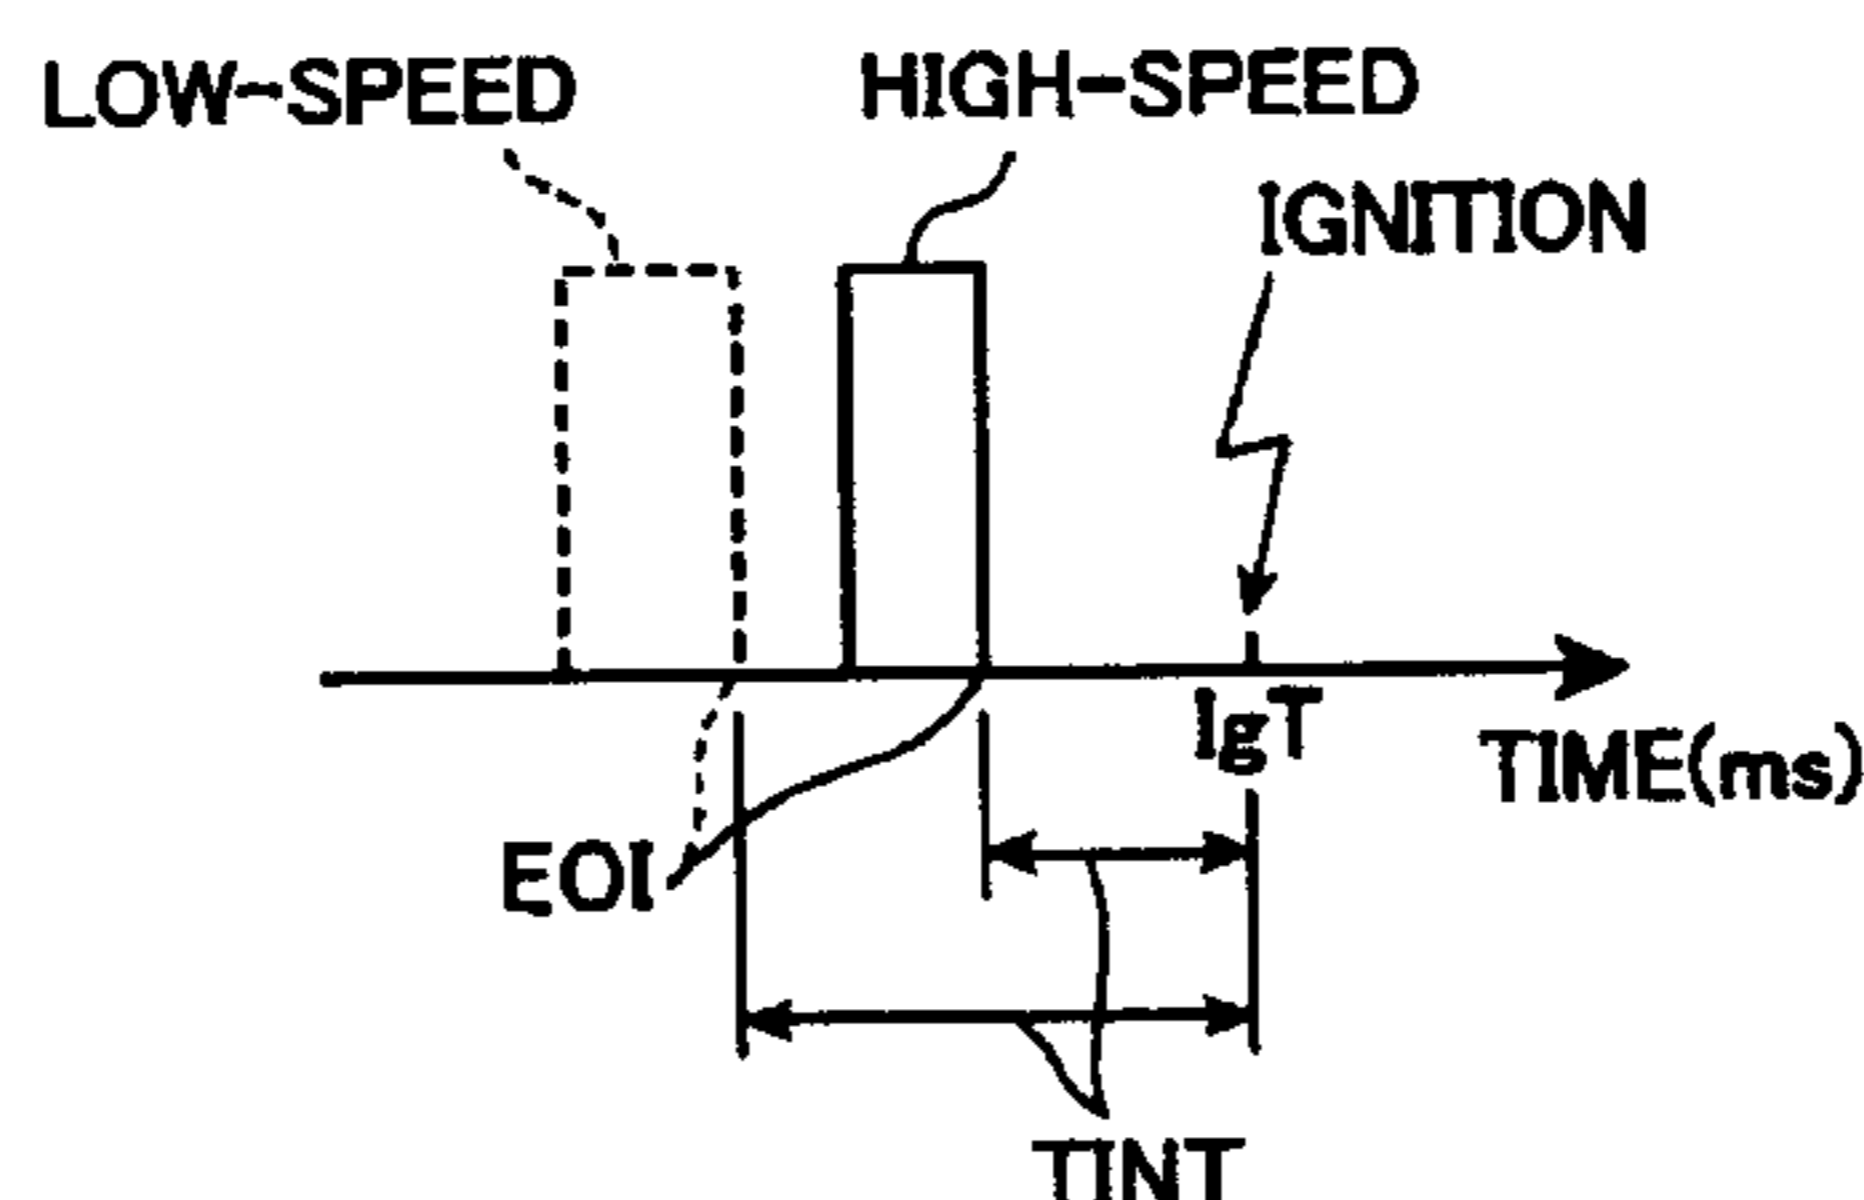 LOW-SPEED
HIGH-SPEED
IGNITION
IgT
TIME(ms)
EOI
TINT